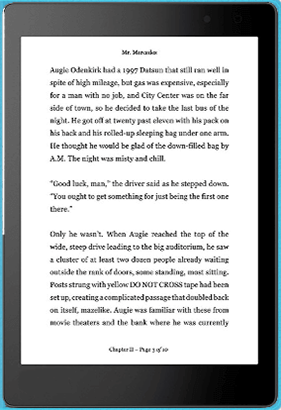 Mr. Mercedes
Augie Odenkirk had a 1997 Datsun that still ran well in
spite of high mileage, but gas was expensive, especially
for a man with no job, and City Center was on the far
side of town, so he decided to take the last bus of the
night. He got off at twenty past eleven with his pack on
his back and his rolled-up sleeping bag under one arm.
He thought he would be glad of the down-filled bag by
A.M. The night was misty and chill.
“Good luck, man,” the driver said as he stepped down.
“You ought to get something for just being the first one
there.”
Only he wasn’t. When Augie reached the top of the
wide, steep drive leading to the big auditorium, he saw
a cluster of at least two dozen people already waiting
outside the rank of doors, some standing, most sitting.
Posts strung with yellow DO NOT CROSS tape had been
set up, creating a complicated passage that doubled back
on itself, mazelike. Augie was familiar with these from
movie theaters and the bank where he was currently
Chapter II – Page 5 of 10